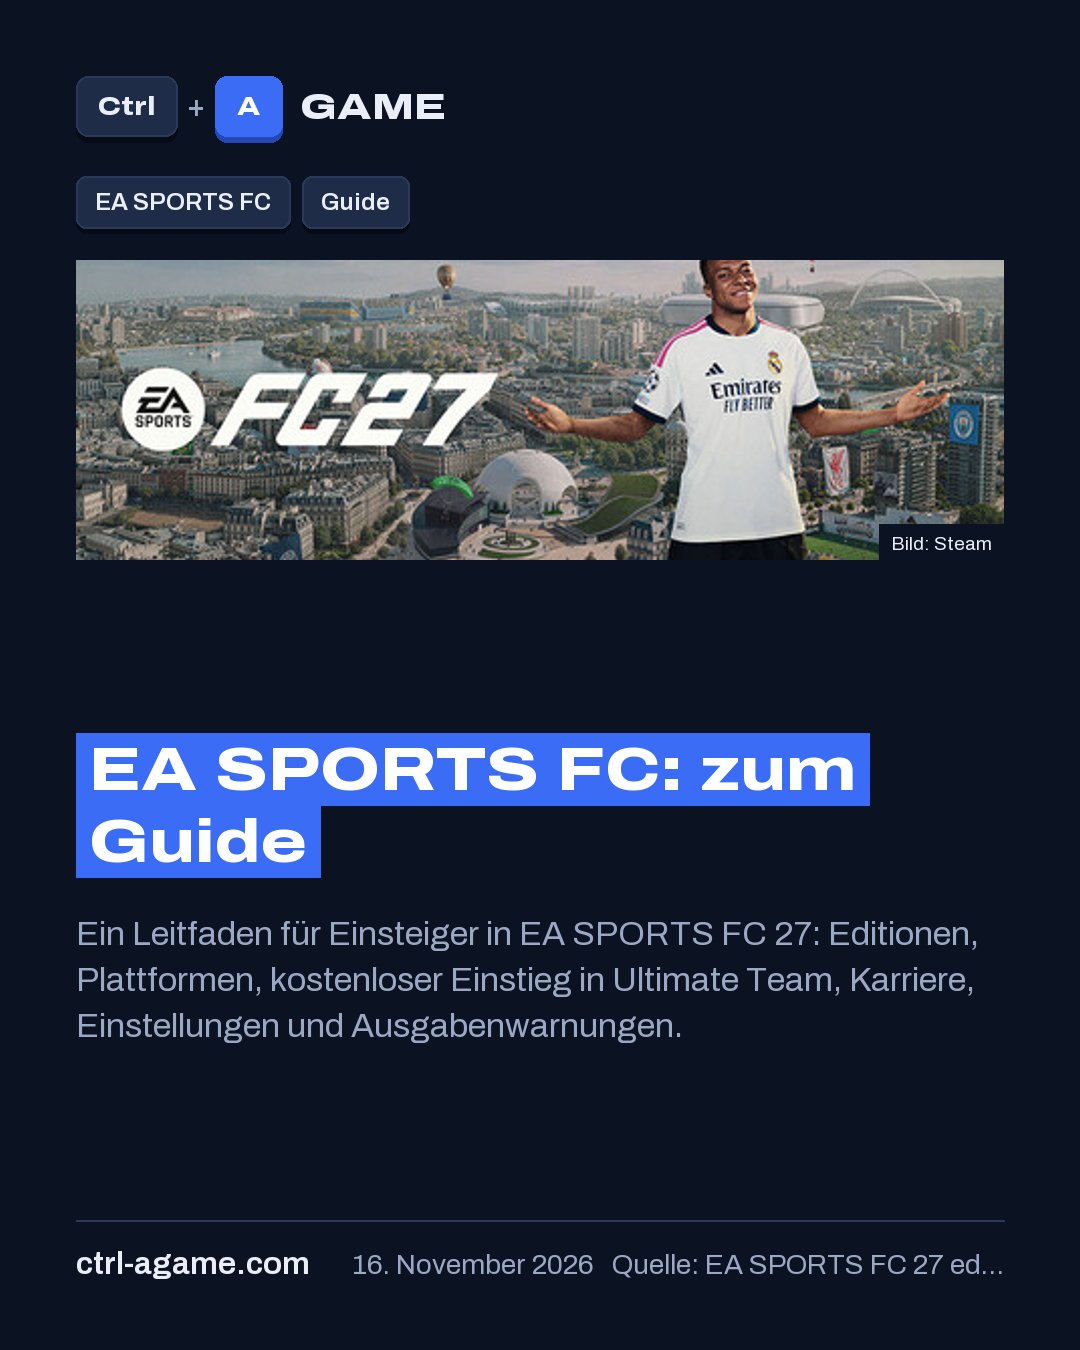 Ctrl + A GAME
EA SPORTS FC Guide
EA SPORTS FC27
Emirates
FLY BETTER
Bild: Steam
EA SPORTS FC: zum
Guide
Ein Leitfaden für Einsteiger in EA SPORTS FC 27: Editionen,
Plattformen, kostenloser Einstieg in Ultimate Team, Karriere,
Einstellungen und Ausgabenwarnungen.
ctrl-agame.com 16. November 2026 Quelle: EA SPORTS FC 27 ed...